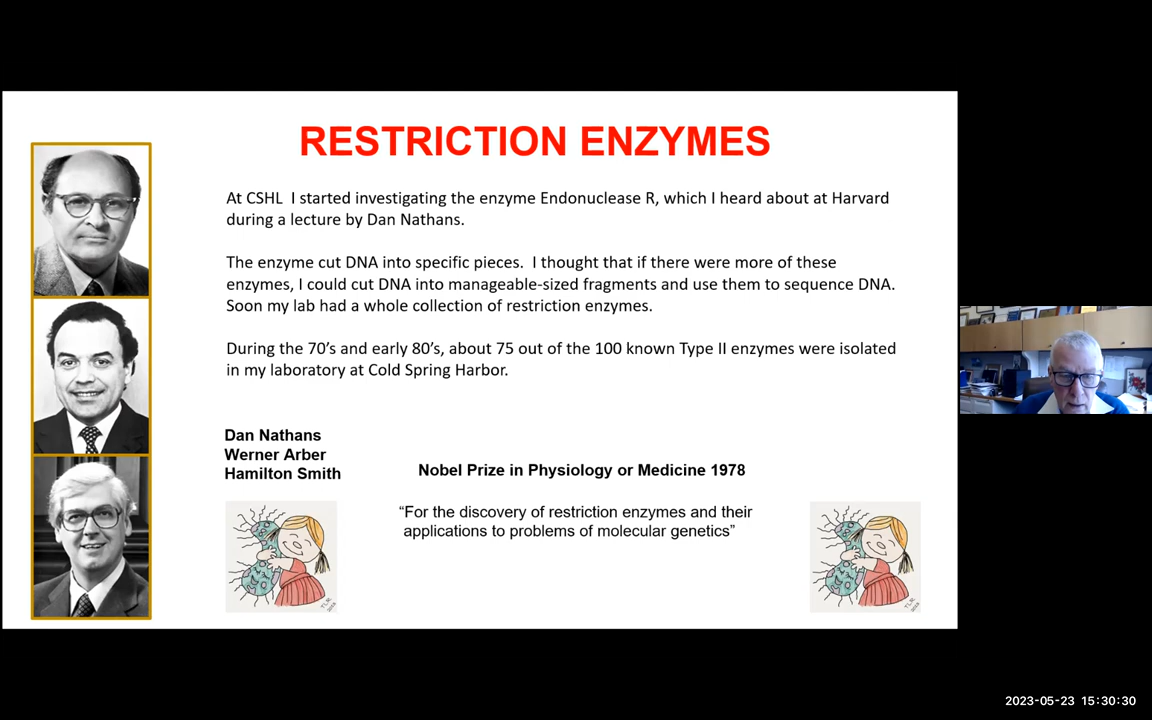 RESTRICTION ENZYMES
At CSHL  I started investigating the enzyme Endonuclease R, which I heard about at Harvard
during a lecture by Dan Nathans.
The enzyme cut DNA into specific pieces.  I thought that if there were more of these
enzymes, I could cut DNA into manageable-sized fragments and use them to sequence DNA.
Soon my lab had a whole collection of restriction enzymes.
During the 70’s and early 80’s, about 75 out of the 100 known Type II enzymes were isolated
in my laboratory at Cold Spring Harbor.
Dan Nathans
Werner Arber
Hamilton Smith
Nobel Prize in Physiology or Medicine 1978
“For the discovery of restriction enzymes and their
applications to problems of molecular genetics”
2023-05-23 15:30:30